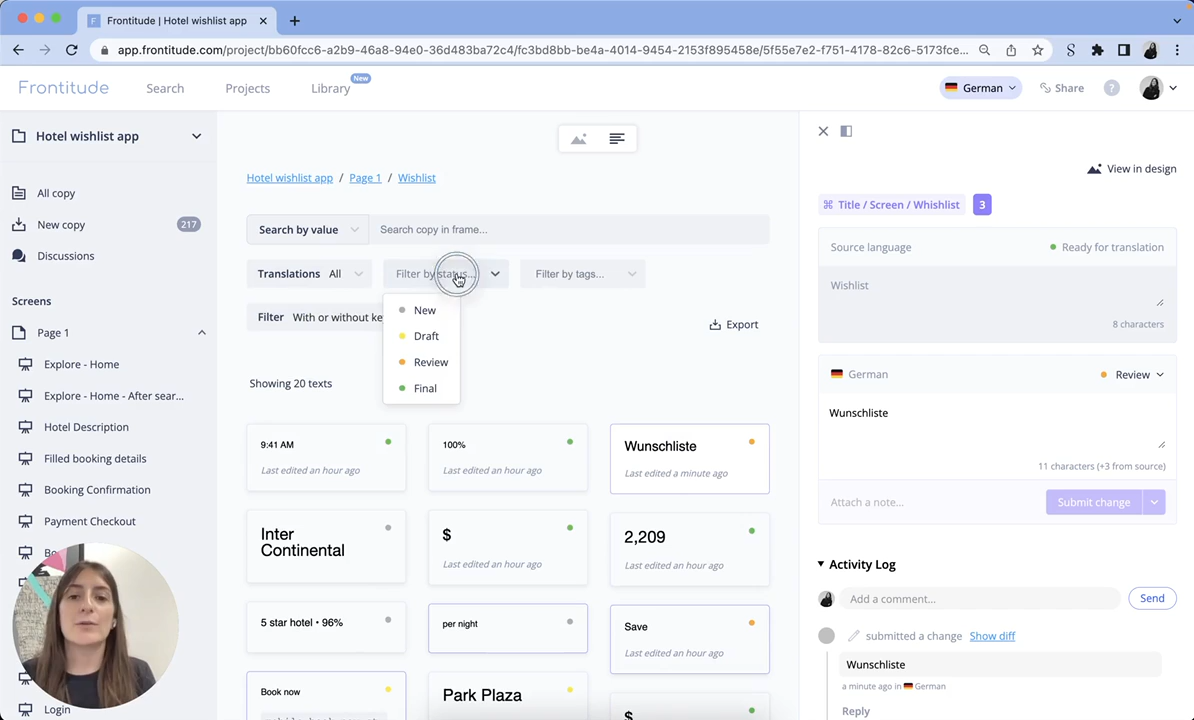 Frontitude | Hotel wishlist app
app.frontitude.com/project/bb60fcc6-a2b9-46a8-94e0-36d483ba72c4/fc3bd8bb-be4a-4014-9454-2153f895458e/5f55e7e2-f751-4178-82c6-5173fce...
Frontitude
Search
Projects
Library
New
German
Share
?
Hotel wishlist app
All copy
New copy
217
Discussions
Screens
Page 1
Explore - Home
Explore - Home - After sear...
Hotel Description
Filled booking details
Booking Confirmation
Payment Checkout
Bo
Login
Hotel wishlist app / Page 1 / Wishlist
Search by value
Search copy in frame...
Translations All
Filter by status...
Filter by tags...
Filter With or without ke
New
Draft
Review
Final
Export
Showing 20 texts
9:41 AM
Last edited an hour ago
100%
Last edited an hour ago
Wunschliste
Last edited a minute ago
Inter
Continental
$
Last edited an hour ago
2,209
Last edited an hour ago
5 star hotel • 96%
per night
Save
Last edited an hour ago
Book now
Park Plaza
$
View in design
⌘ Title / Screen / Whishlist 3
Source language
Ready for translation
Wishlist
8 characters
German
Review
Wunschliste
11 characters (+3 from source)
Attach a note...
Submit change
Activity Log
Add a comment...
Send
submitted a change Show diff
Wunschliste
a minute ago in German
Reply